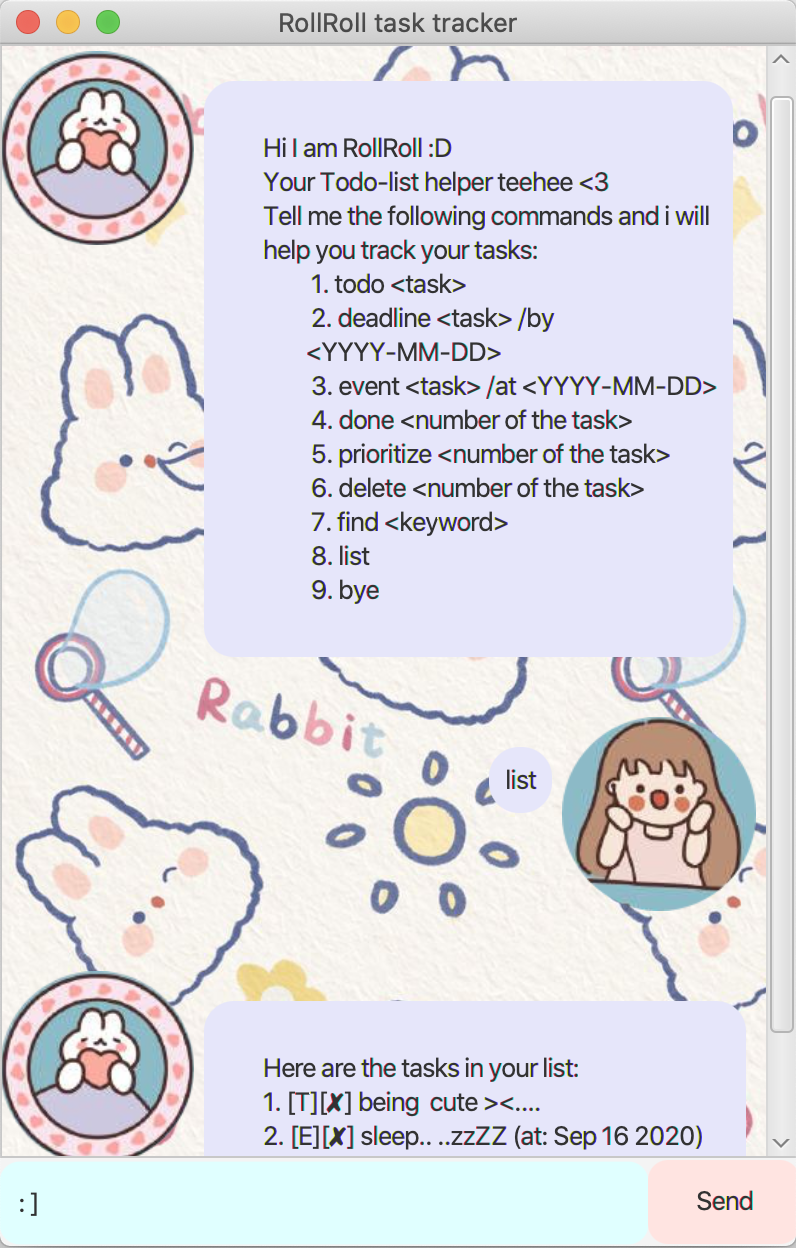 RollRoll task tracker
Hi I am RollRoll :D
Your Todo-list helper teehee <3
Tell me the following commands and i will
help you track your tasks:
1. todo <task>
2. deadline <task> /by
<YYYY-MM-DD>
3. event <task> /at <YYYY-MM-DD>
4. done <number of the task>
5. prioritize <number of the task>
6. delete <number of the task>
7. find <keyword>
8. list
9. bye
Rabbit
list
Here are the tasks in your list:
1. [T][✘] being  cute ><....
2. [E][✘] sleep.. ..zzZZ (at: Sep 16 2020)
: ]
Send